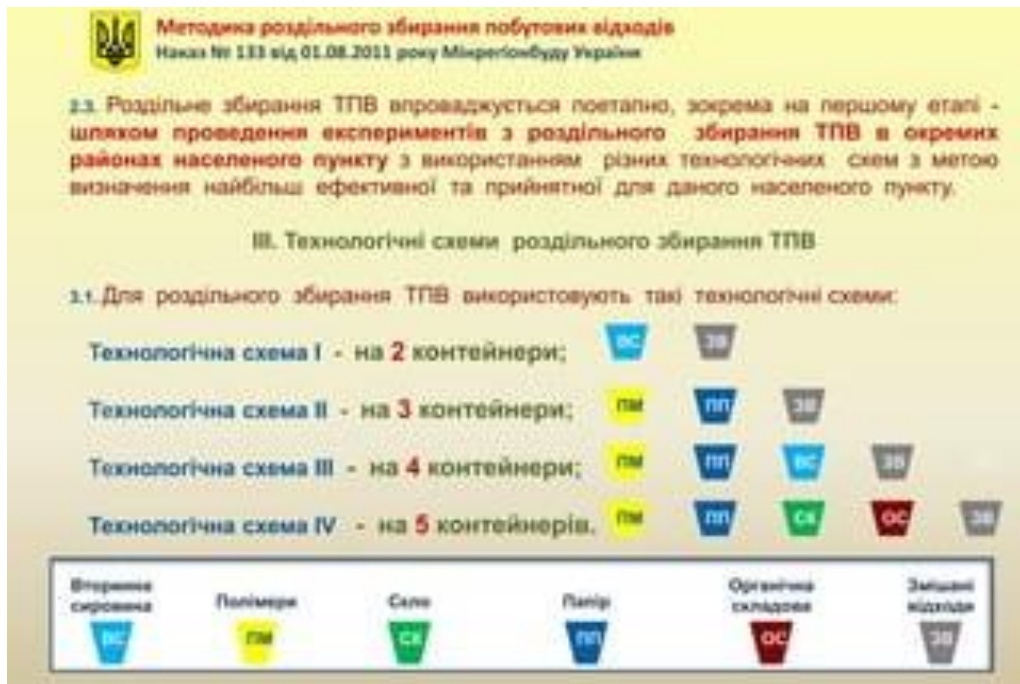 Методика роздільного збирання побутових відходів
Наказ № 133 від 01.08.2011 року Мінрегіонбуду України
2.3. Роздільне збирання ТПВ впроваджується поетапно, зокрема на першому етапі -
шляхом проведення експериментів з роздільного збирання ТПВ в окремих
районах населеного пункту з використанням різних технологічних схем з метою
визначення найбільш ефективної та прийнятної для даного населеного пункту.
III. Технологічні схеми роздільного збирання ТПВ
3.1. Для роздільного збирання ТПВ використовують такі технологічні схеми:
Технологічна схема I - на 2 контейнери; ВС ЗВ
Технологічна схема II - на 3 контейнери; ПМ ПП ЗВ
Технологічна схема III - на 4 контейнери; ПМ ПП ВС ЗВ
Технологічна схема IV - на 5 контейнерів. ПМ ПП СК ОС ЗВ
Вторинна сировина Полімери Скло Папір Органічна складова Змішані відходи
ВС ПМ СК ПП ОС ЗВ